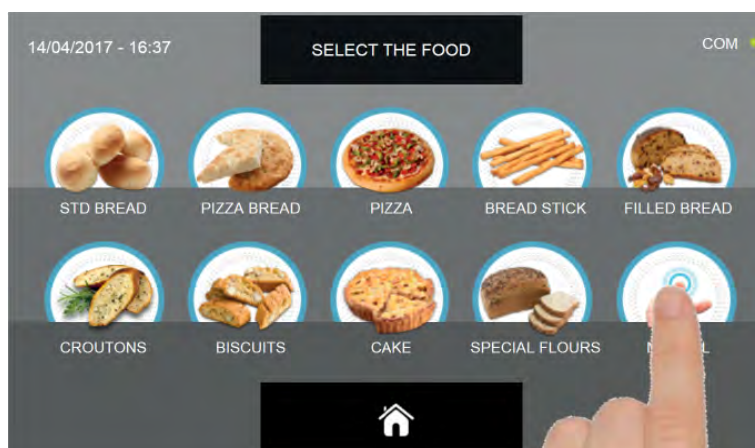 14/04/2017 - 16:37
SELECT THE FOOD
COM
STD BREAD
PIZZA BREAD
PIZZA
BREAD STICK
FILLED BREAD
CROUTONS
BISCUITS
CAKE
SPECIAL FLOURS